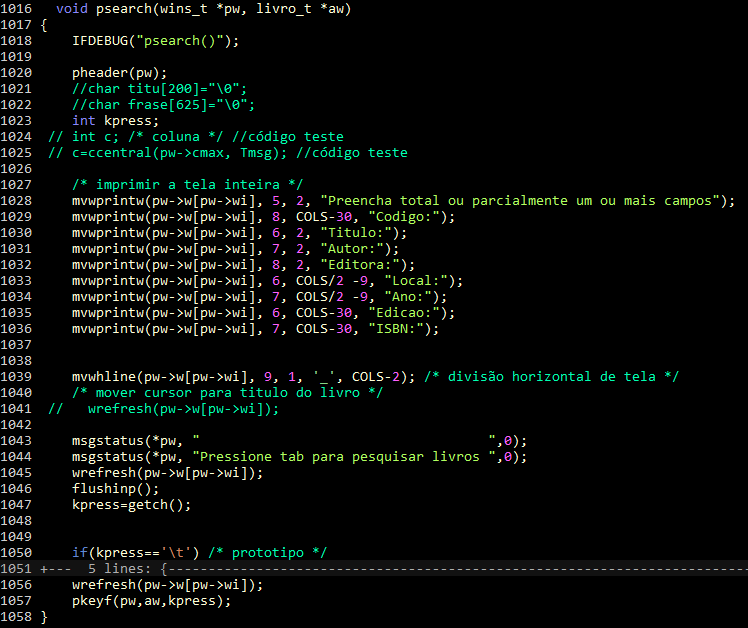 1016   void psearch(wins_t *pw, livro_t *aw)
1017 {
1018     IFDEBUG("psearch()");
1019
1020     pheader(pw);
1021     //char titu[200]="\0";
1022     //char frase[625]="\0";
1023     int kpress;
1024  // int c; /* coluna */ //código teste
1025  // c=ccentral(pw->cmax, Tmsg); //código teste
1026
1027     /* imprimir a tela inteira */
1028     mvwprintw(pw->w[pw->wi], 5, 2, "Preencha total ou parcialmente um ou mais campos");
1029     mvwprintw(pw->w[pw->wi], 8, COLS-30, "Codigo:");
1030     mvwprintw(pw->w[pw->wi], 6, 2, "Titulo:");
1031     mvwprintw(pw->w[pw->wi], 7, 2, "Autor:");
1032     mvwprintw(pw->w[pw->wi], 8, 2, "Editora:");
1033     mvwprintw(pw->w[pw->wi], 6, COLS/2 -9, "Local:");
1034     mvwprintw(pw->w[pw->wi], 7, COLS/2 -9, "Ano:");
1035     mvwprintw(pw->w[pw->wi], 6, COLS-30, "Edicao:");
1036     mvwprintw(pw->w[pw->wi], 7, COLS-30, "ISBN:");
1037
1038
1039     mvwhline(pw->w[pw->wi], 9, 1, '_', COLS-2); /* divisão horizontal de tela */
1040     /* mover cursor para titulo do livro */
1041  //   wrefresh(pw->w[pw->wi]);
1042
1043     msgstatus(*pw, "                                    ",0);
1044     msgstatus(*pw, "Pressione tab para pesquisar livros ",0);
1045     wrefresh(pw->w[pw->wi]);
1046     flushinp();
1047     kpress=getch();
1048
1049
1050     if(kpress=='\t') /* prototipo */
1051 +---  5 lines: {-------------------------------------------------------------------------
1056     wrefresh(pw->w[pw->wi]);
1057     pkeyf(pw,aw,kpress);
1058 }